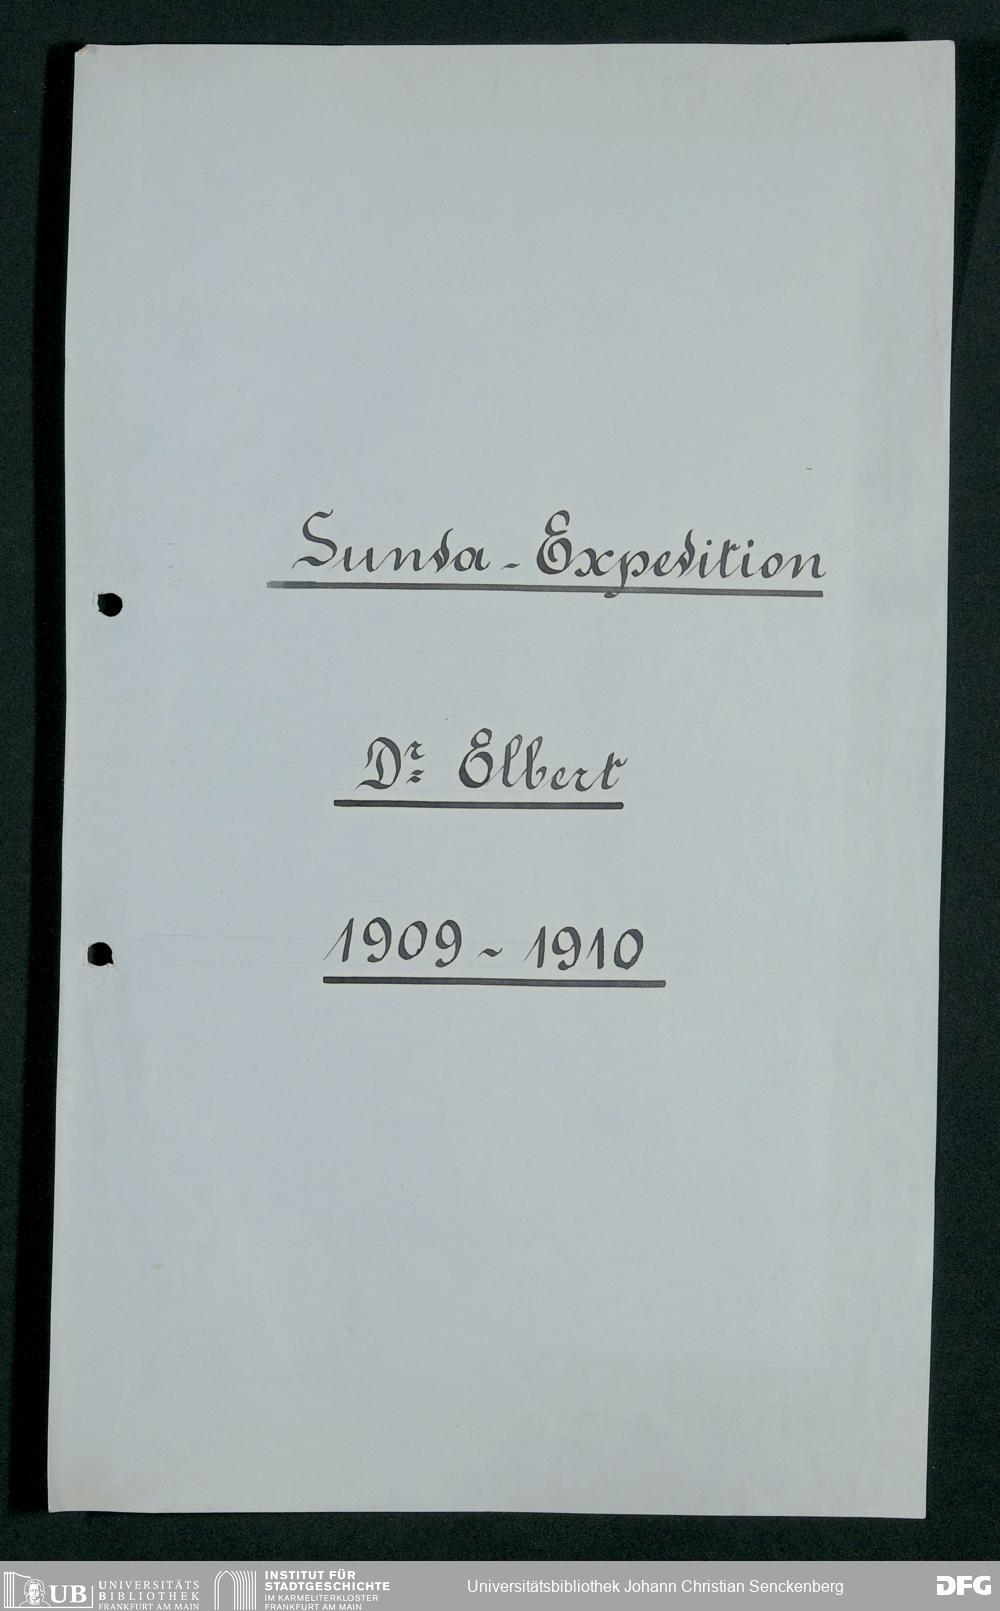 Sunda - Expedition
Dr. Elbert
1909 - 1910
UB UNIVERSITÄTS
BIBLIOTHEK
FRANKFURT AM MAIN
INSTITUT FÜR
STADTGESCHICHTE
IM KARMELITERKLOSTER
FRANKFURT AM MAIN
Universitätsbibliothek Johann Christian Senckenberg
DFG